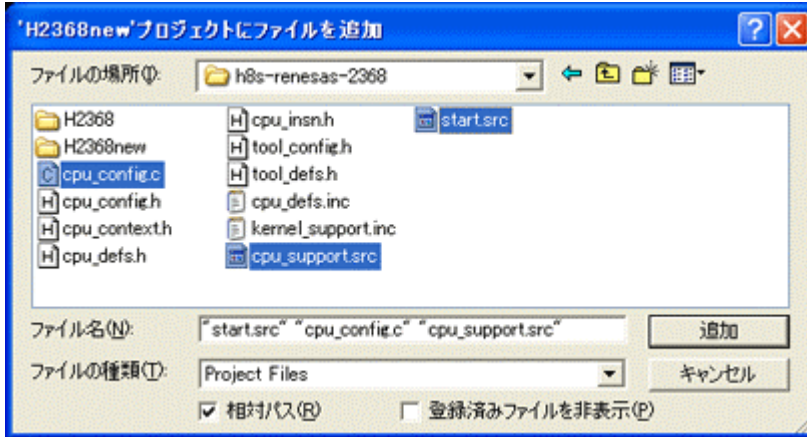 'H2368new'プロジェクトにファイルを追加
ファイルの場所(I):
h8s-renesas-2368
H2368
H2368new
cpu_config.c
cpu_config.h
cpu_context.h
cpu_defs.h
cpu_insn.h
tool_config.h
tool_defs.h
cpu_defs.inc
kernel_support.inc
cpu_support.src
start.src
ファイル名(N):
"start.src" "cpu_config.c" "cpu_support.src"
追加
ファイルの種類(T):
Project Files
キャンセル
相対パス(R)
登録済みファイルを非表示(P)